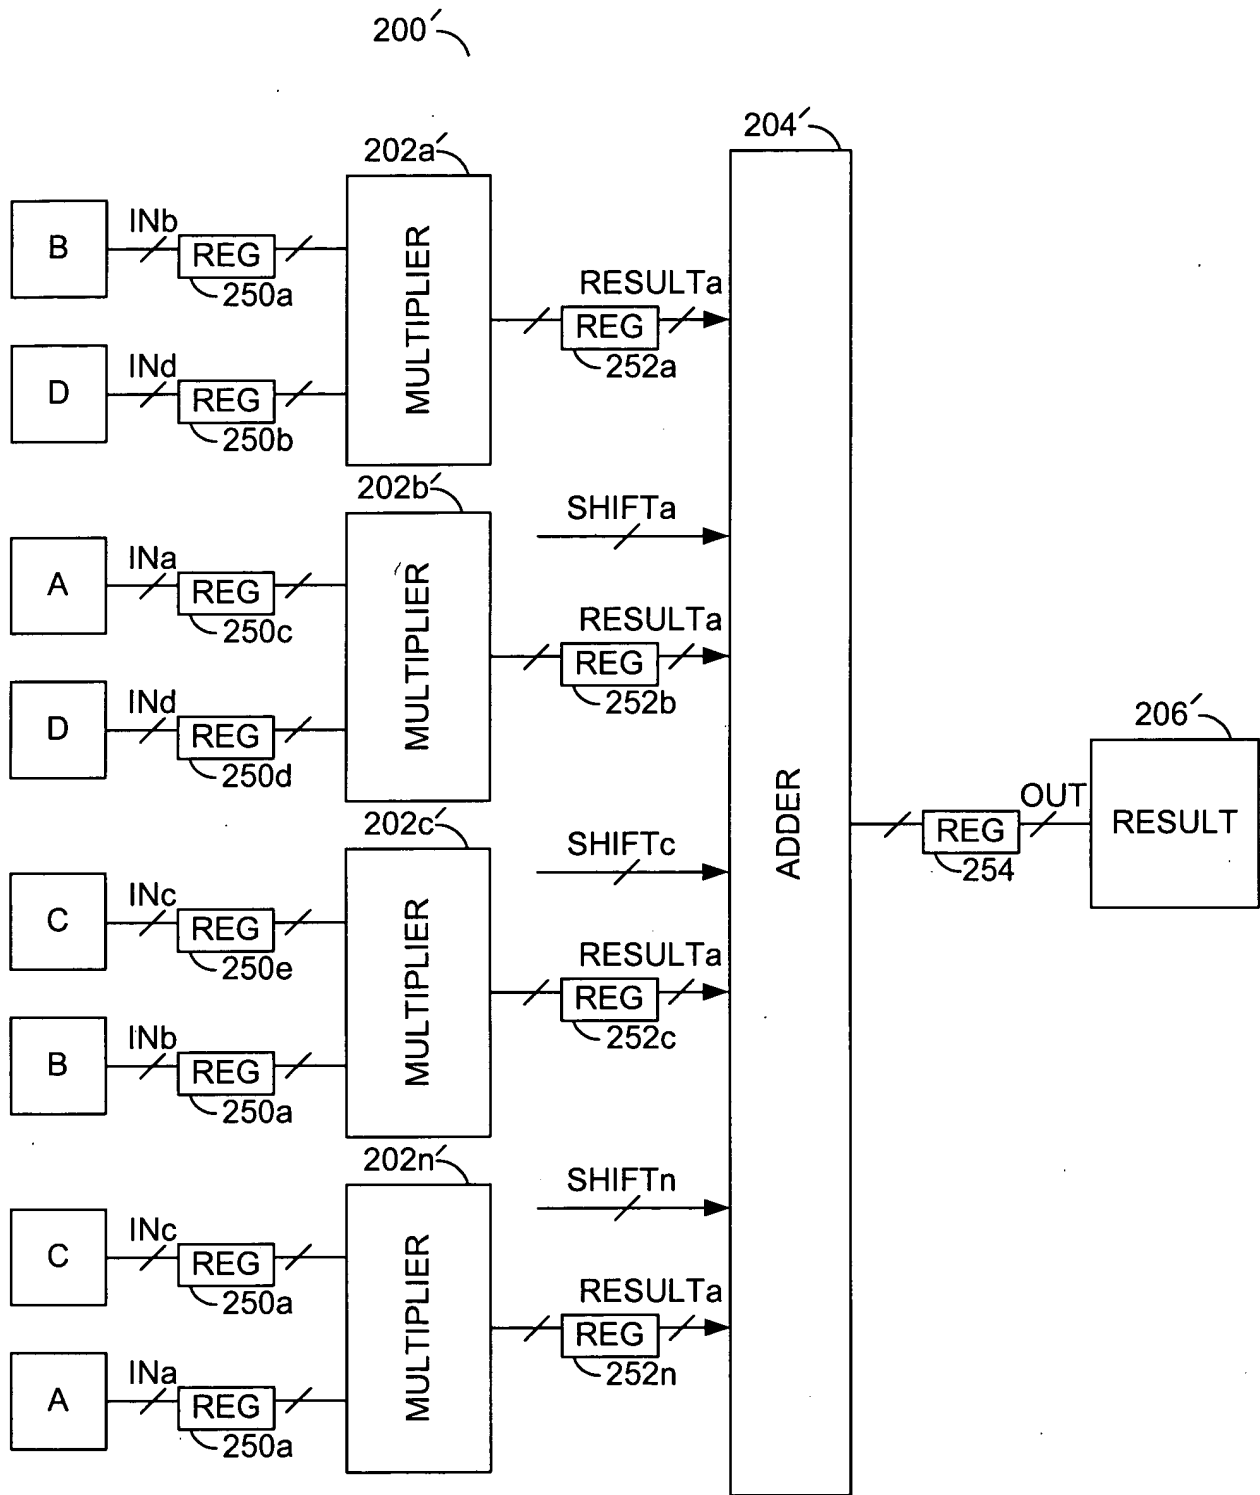 200′
202a′
204′
B
INb
REG
250a
D
INd
REG
250b
MULTIPLIER
RESULTa
REG
252a
202b′
SHIFTa
A
INa
REG
250c
D
INd
REG
250d
MULTIPLIER
RESULTa
REG
252b
202c′
SHIFTc
C
INc
REG
250e
B
INb
REG
250a
MULTIPLIER
RESULTa
REG
252c
202n′
SHIFTn
C
INc
REG
250a
A
INa
REG
250a
MULTIPLIER
RESULTa
REG
252n
ADDER
REG
254
OUT
206′
RESULT